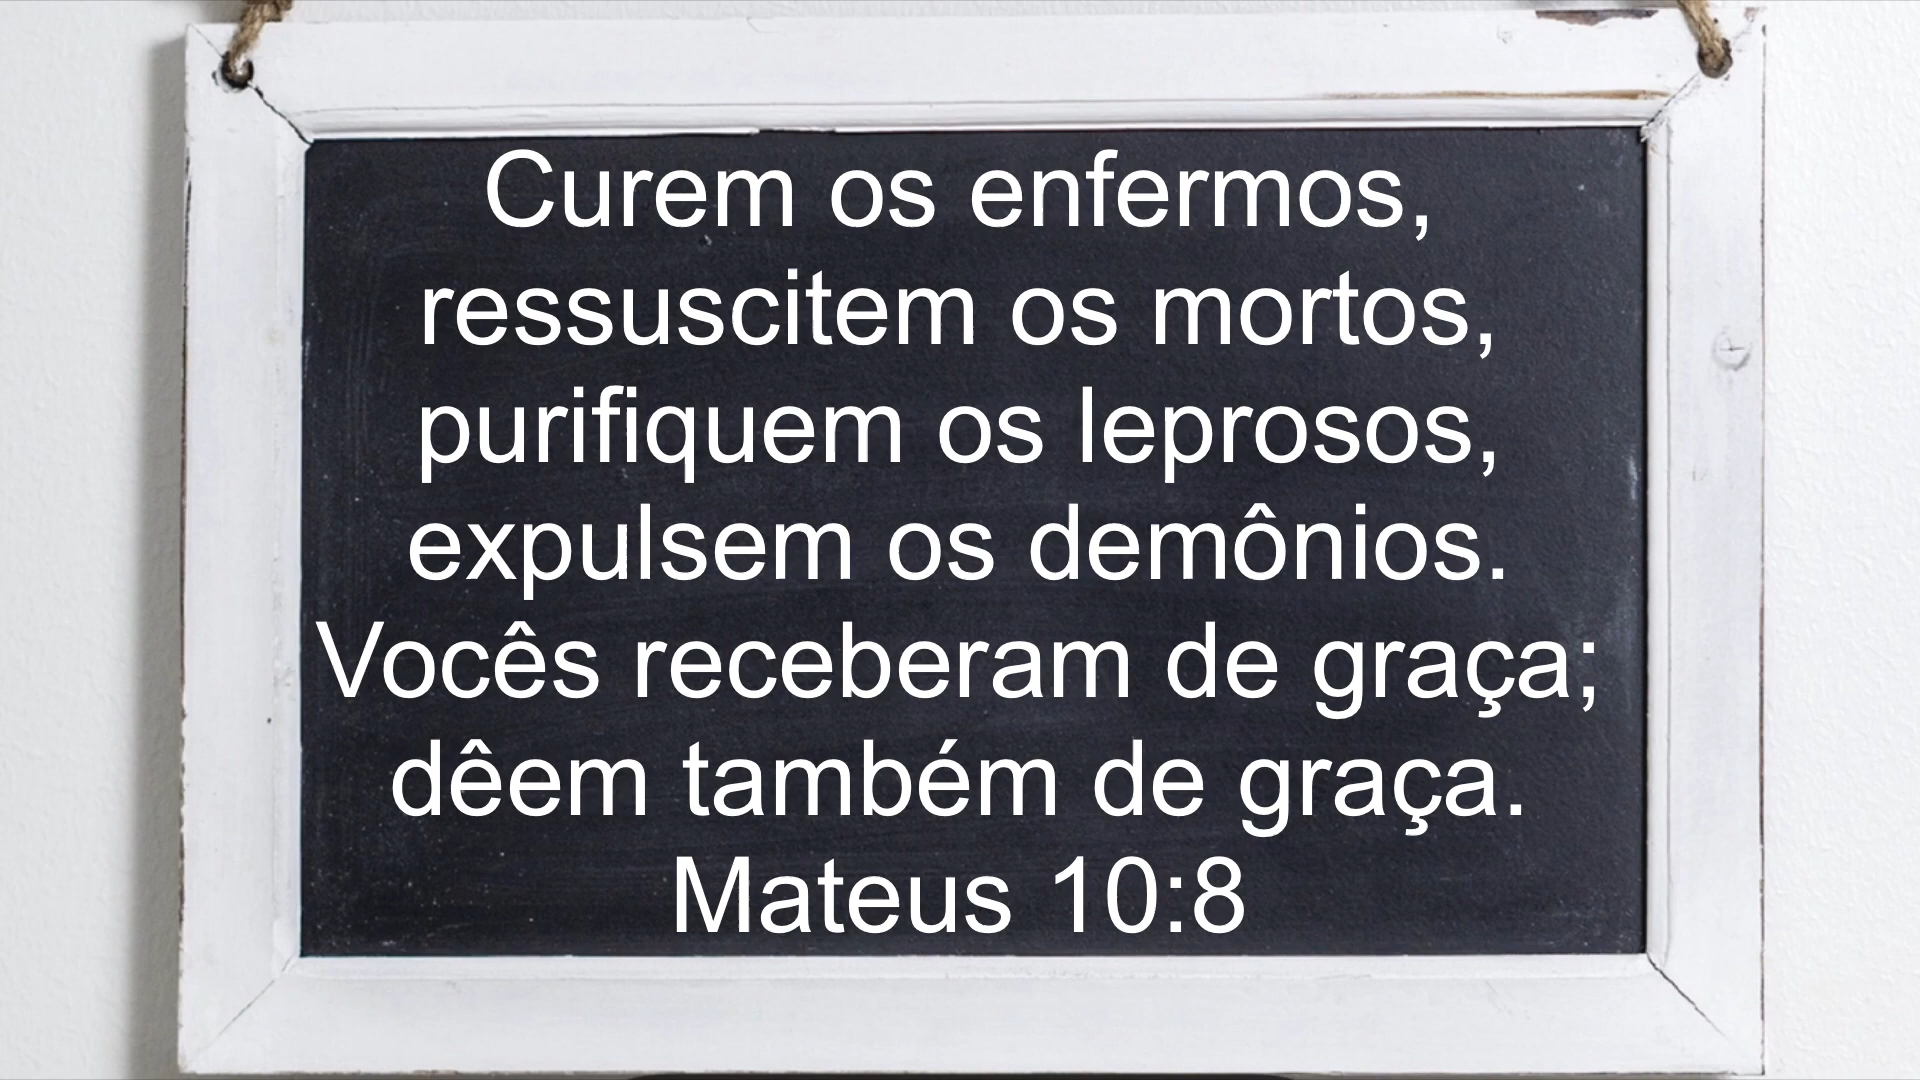 Curem os enfermos,
ressuscitem os mortos,
purifiquem os leprosos,
expulsem os demônios.
Vocês receberam de graça;
dêem também de graça.
Mateus 10:8